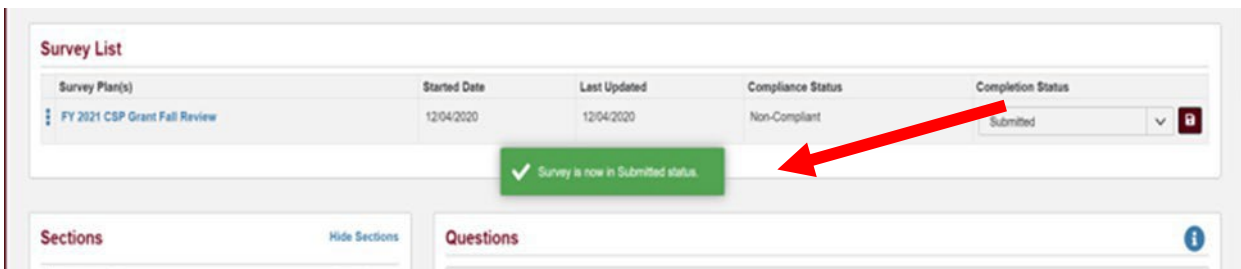 Survey List
Survey Plan(s) Started Date Last Updated Compliance Status Completion Status
FY 2021 CSP Grant Fall Review 12/04/2020 12/04/2020 Non-Compliant Submitted
Survey is now in Submitted status.
Sections Hide Sections Questions